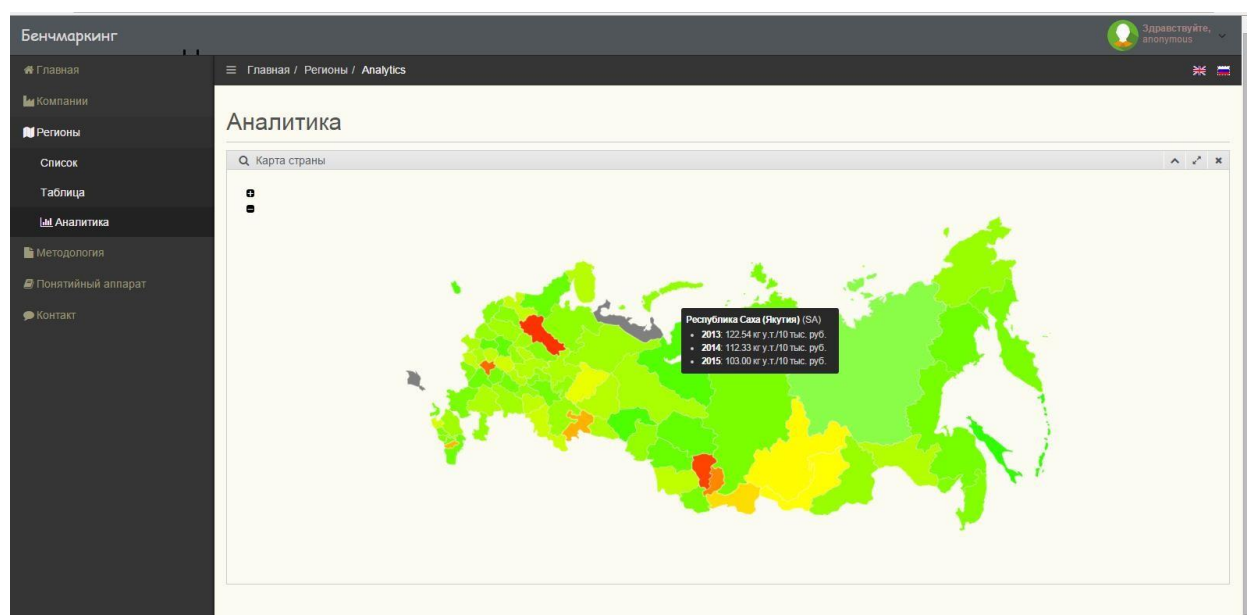 Бенчмаркинг
Здравствуйте,
anonymous
Главная
Главная / Регионы / Analytics
Компании
Регионы
Аналитика
Список
Карта страны
Таблица
Аналитика
Методология
Понятийный аппарат
Контакт
Республика Саха (Якутия) (SA)
2013: 122.54 кг у.т./10 тыс. руб.
2014: 112.33 кг у.т./10 тыс. руб.
2015: 103.00 кг у.т./10 тыс. руб.